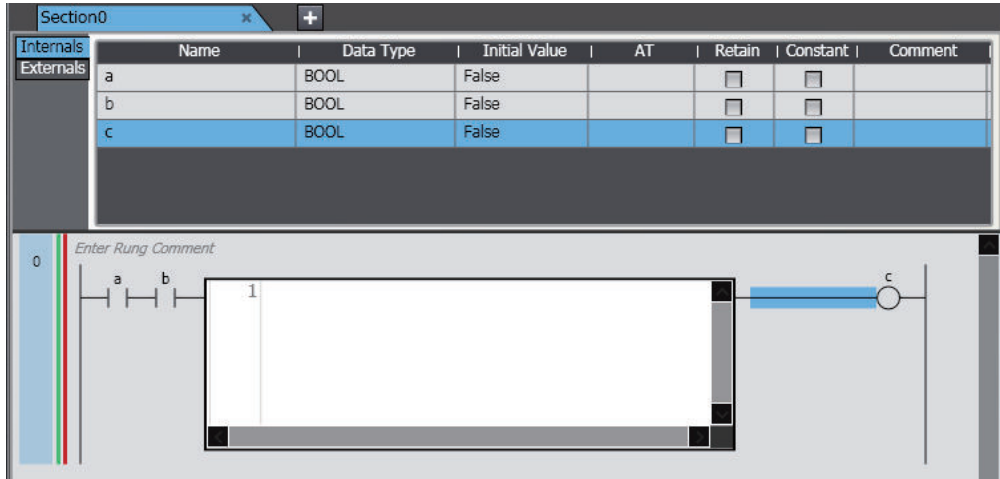 Section0 × +
Internals
Externals
Name Data Type Initial Value AT Retain Constant Comment
a BOOL False
b BOOL False
c BOOL False
0
Enter Rung Comment
a b c
1